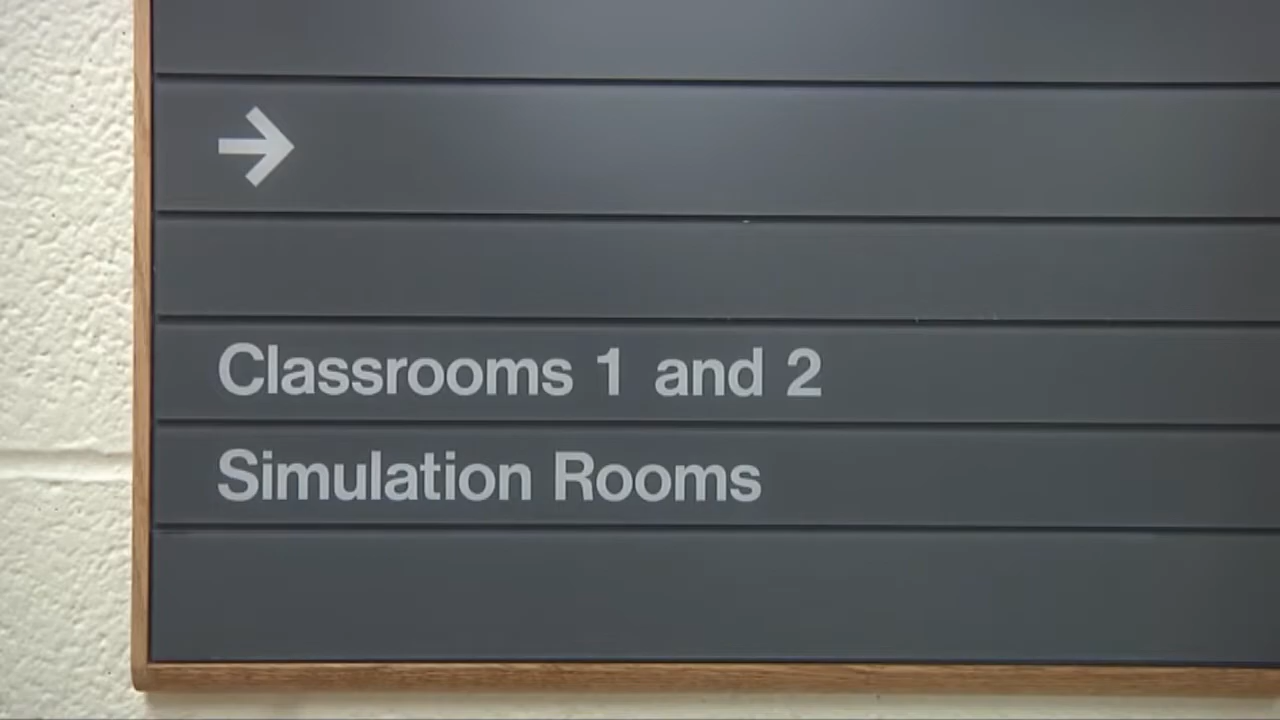 →
Classrooms 1 and 2
Simulation Rooms